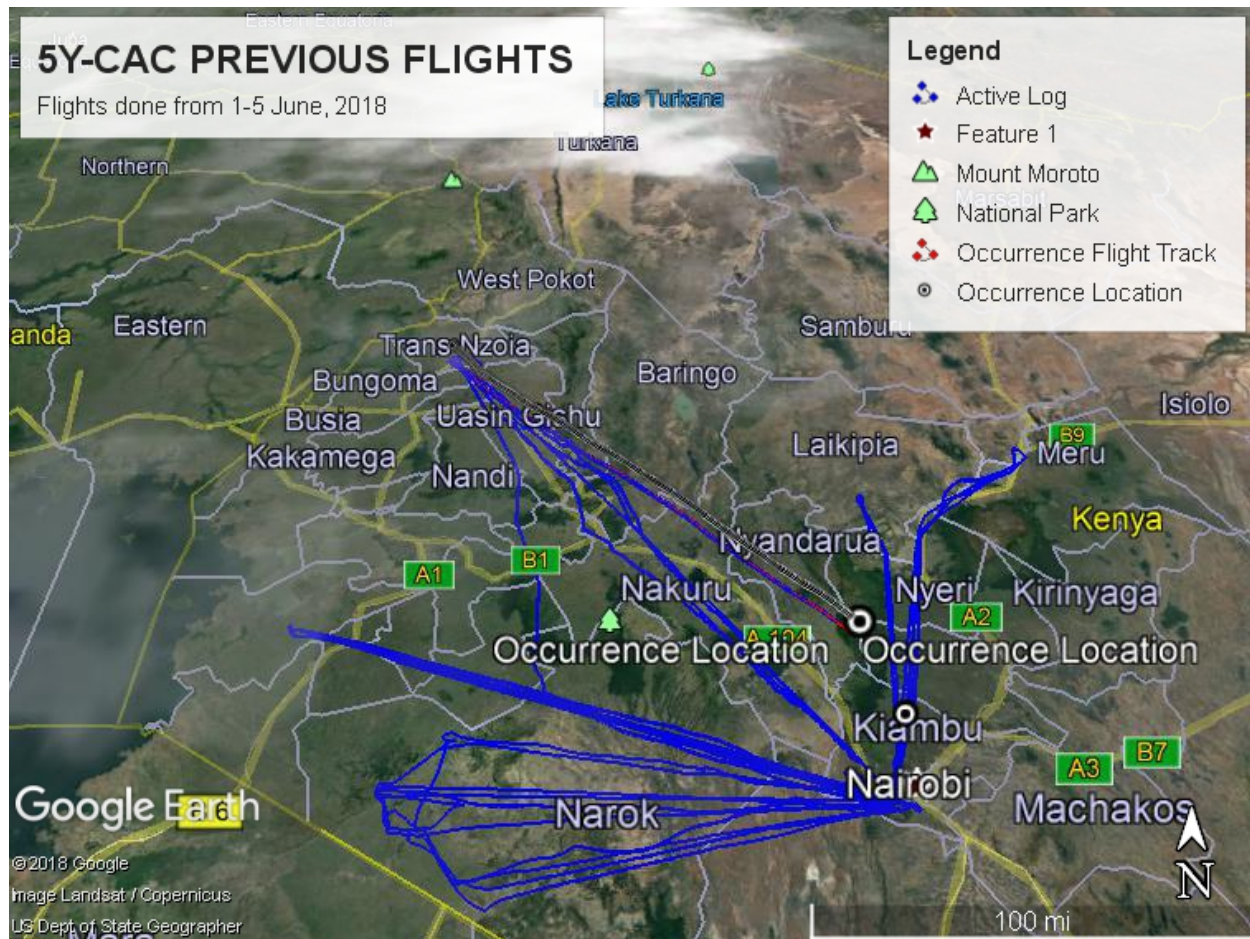 Eastern Equatoria
Juba
5Y-CAC PREVIOUS FLIGHTS
Flights done from 1-5 June, 2018
Legend
Active Log
Feature 1
Mount Moroto
National Park
Occurrence Flight Track
Occurrence Location
Marsabit
Lake Turkana
Turkana
Northern
West Pokot
Eastern
anda
Samburu
Trans Nzoia
Bungoma
Baringo
Busia
Uasin Gishu
Isiolo
Kakamega
Nandi
Laikipia
B9
Meru
Kenya
Nyandarua
B1
A1
Nakuru
Nyeri
Kirinyaga
A2
A 104
Occurrence Location
Occurrence Location
Kiambu
B7
A3
Nairobi
Machakos
Narok
Google Earth
©2018 Google
Image Landsat / Copernicus
US Dept of State Geographer
N
100 mi